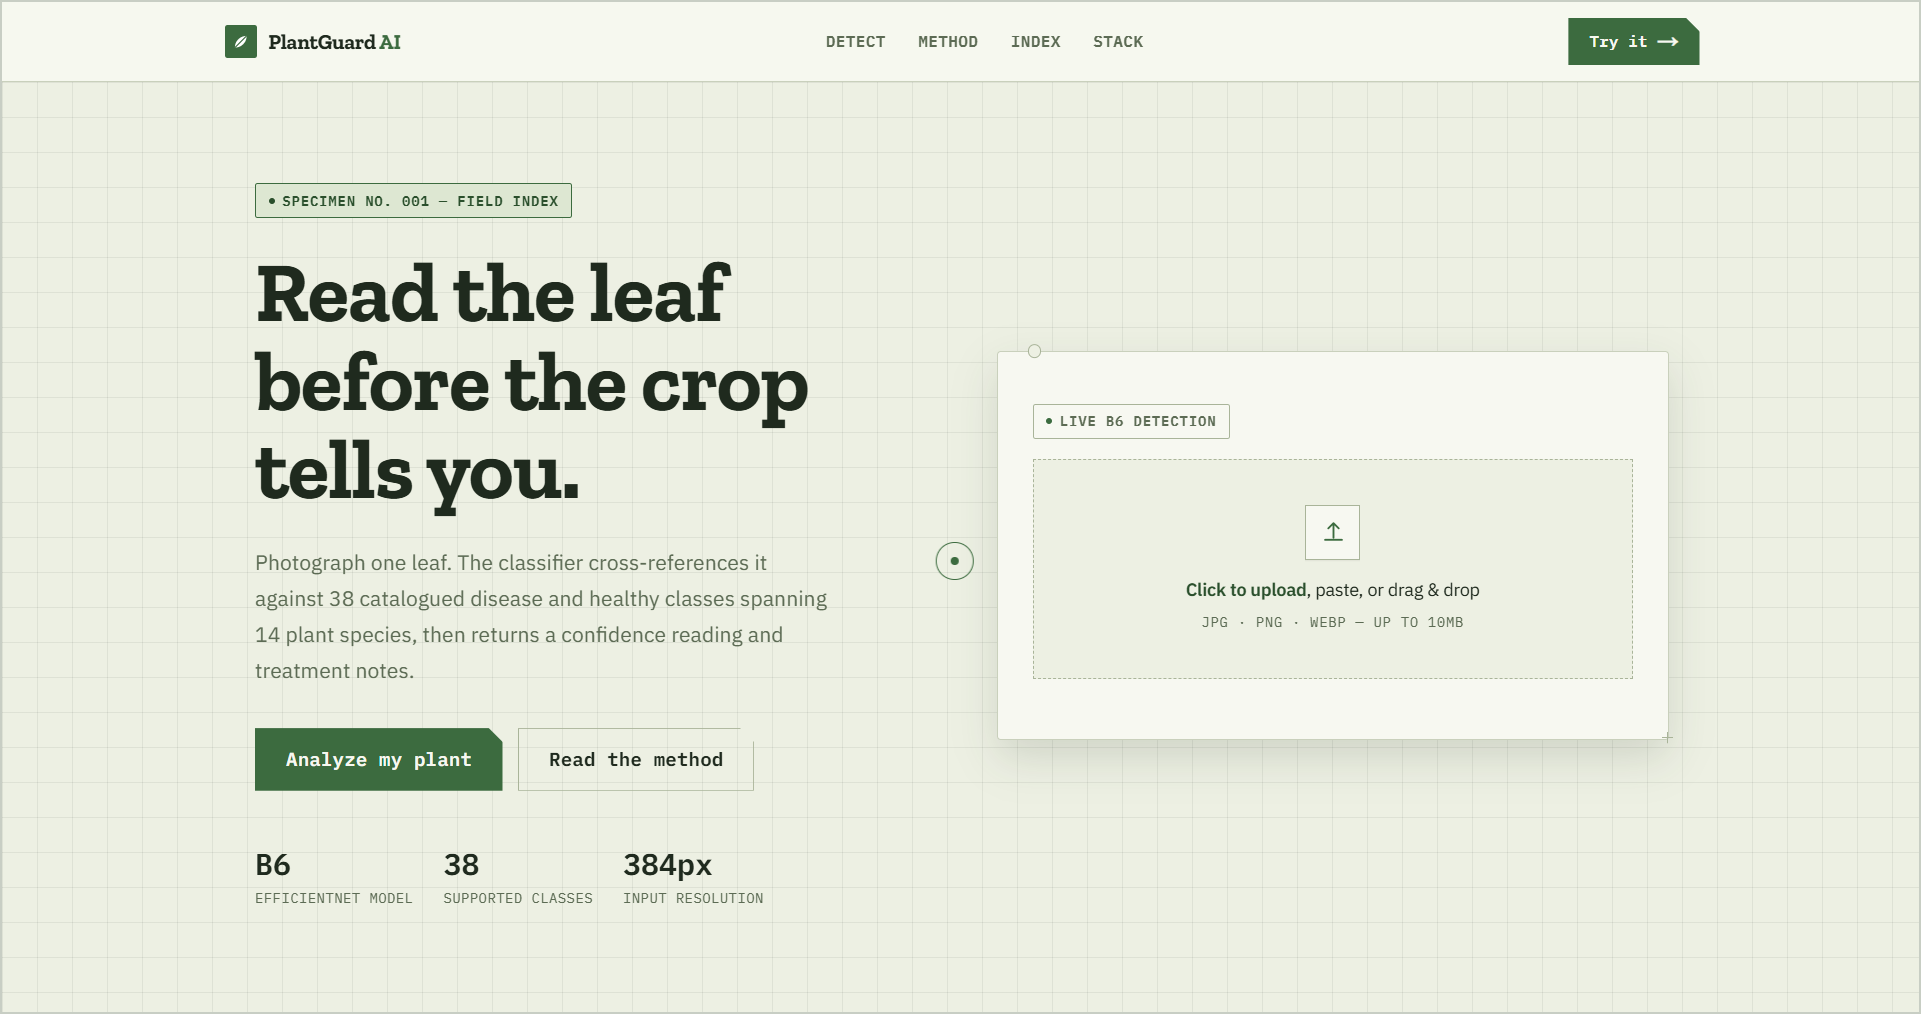 PlantGuard AI
DETECT METHOD INDEX STACK
Try it →
SPECIMEN NO. 001 — FIELD INDEX
Read the leaf
before the crop
tells you.
Photograph one leaf. The classifier cross-references it
against 38 catalogued disease and healthy classes spanning
14 plant species, then returns a confidence reading and
treatment notes.
Analyze my plant
Read the method
B6
EFFICIENTNET MODEL
38
SUPPORTED CLASSES
384px
INPUT RESOLUTION
LIVE B6 DETECTION
Click to upload, paste, or drag & drop
JPG · PNG · WEBP — UP TO 10MB